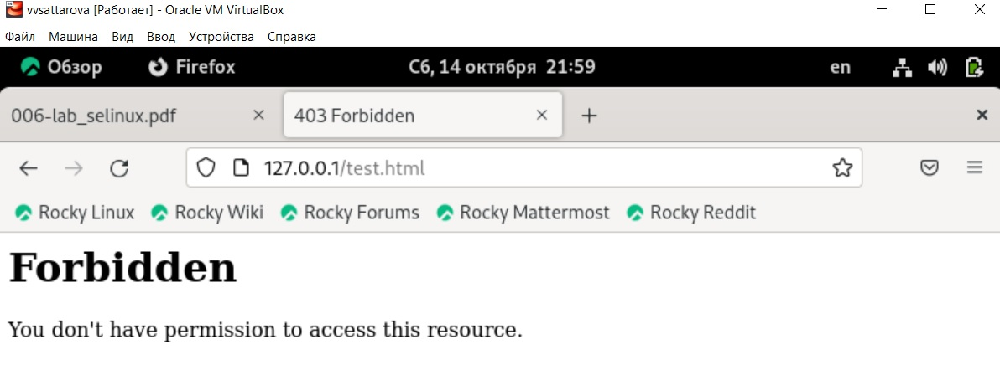 vvsattarova [Работает] - Oracle VM VirtualBox
Файл Машина Вид Ввод Устройства Справка
Обзор Firefox Сб, 14 октября 21:59 en
006-lab_selinux.pdf 403 Forbidden
127.0.0.1/test.html
Rocky Linux Rocky Wiki Rocky Forums Rocky Mattermost Rocky Reddit
Forbidden
You don't have permission to access this resource.